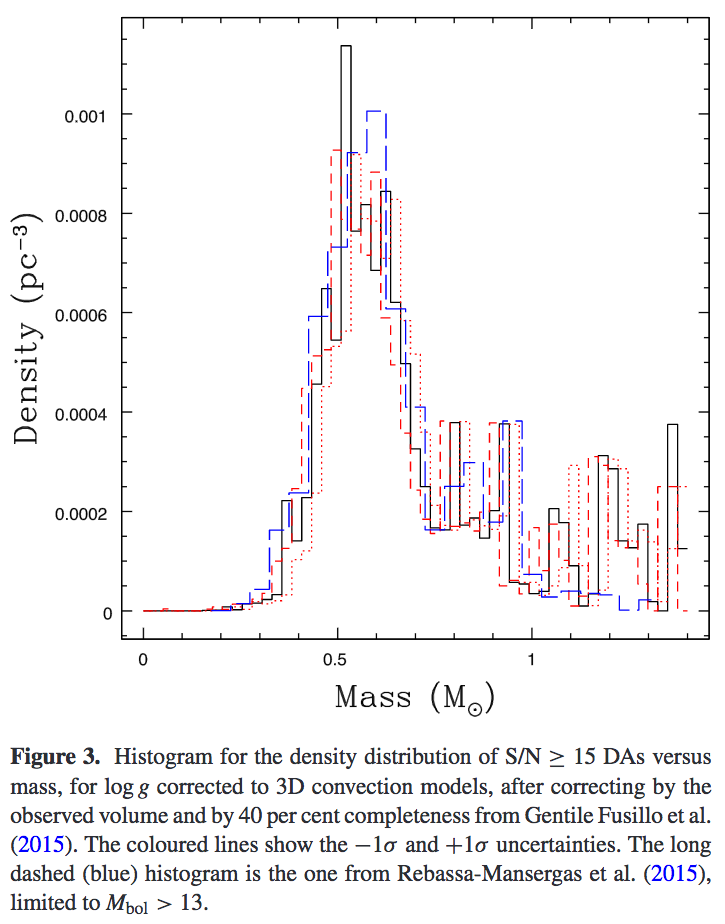 0.001
0.0008
0.0006
0.0004
0.0002
0
Density (pc⁻³)
0
0.5
1
Mass (M☉)
Figure 3. Histogram for the density distribution of S/N ≥ 15 DAs versus
mass, for log g corrected to 3D convection models, after correcting by the
observed volume and by 40 per cent completeness from Gentile Fusillo et al.
(2015). The coloured lines show the −1σ and +1σ uncertainties. The long
dashed (blue) histogram is the one from Rebassa-Mansergas et al. (2015),
limited to Mbol > 13.